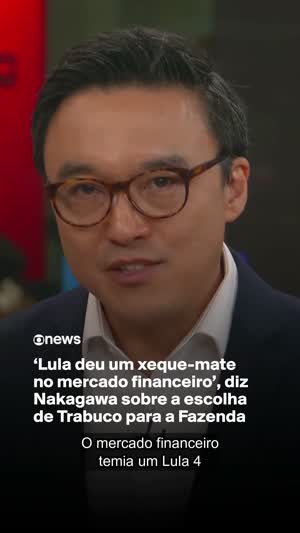 news
‘Lula deu um xeque-mate
no mercado financeiro’, diz
Nakagawa sobre a escolha
de Trabuco para a Fazenda
O mercado financeiro
temia um Lula 4